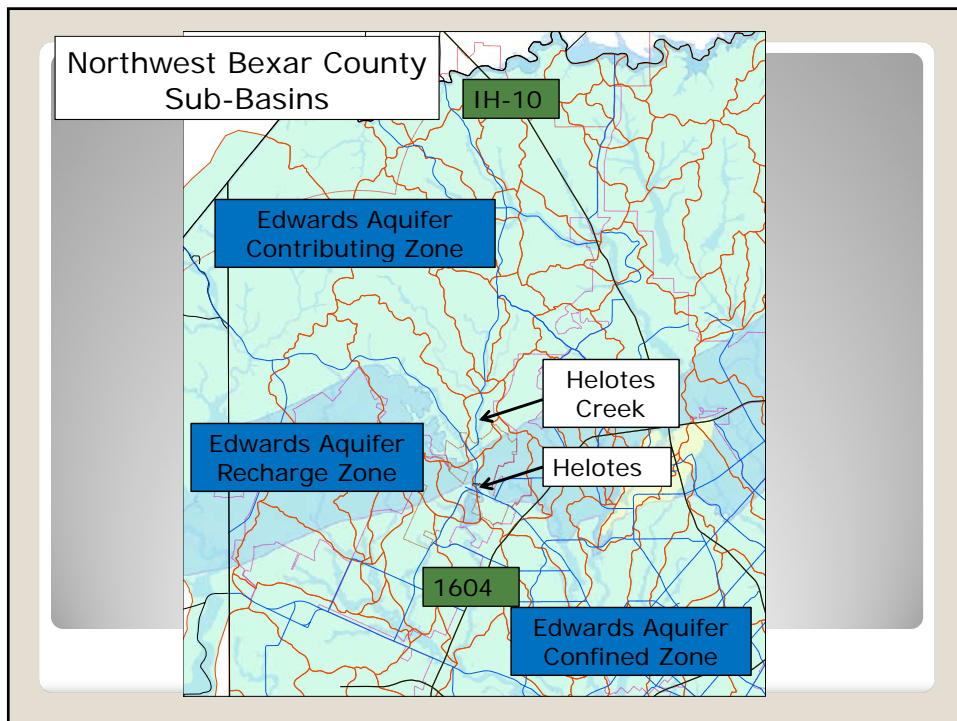 Northwest Bexar County
Sub-Basins
IH-10
Edwards Aquifer
Contributing Zone
Helotes
Creek
Edwards Aquifer
Recharge Zone
Helotes
1604
Edwards Aquifer
Confined Zone